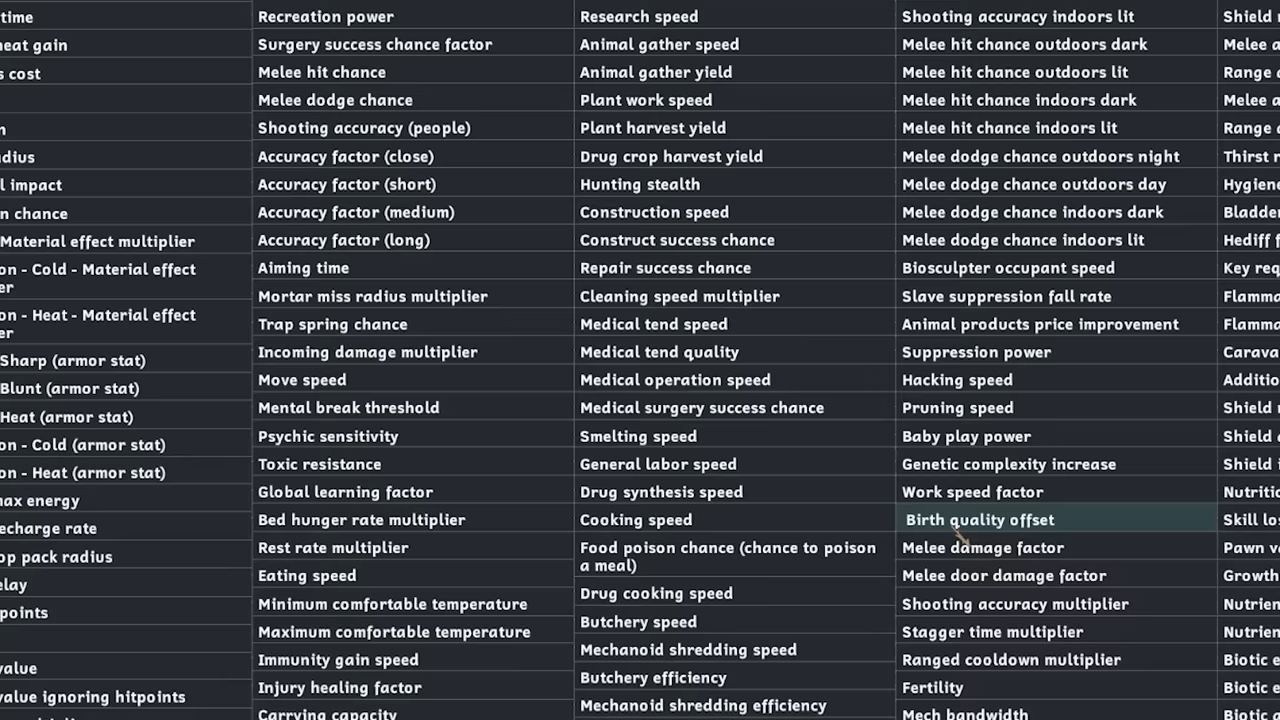 time
heat gain
cost
radius
impact
chance
Material effect multiplier
on - Cold - Material effect
er
on - Heat - Material effect
er
Sharp (armor stat)
Blunt (armor stat)
Heat (armor stat)
on - Cold (armor stat)
on - Heat (armor stat)
max energy
recharge rate
pack radius
delay
points
value
value ignoring hitpoints
Recreation power
Surgery success chance factor
Melee hit chance
Melee dodge chance
Shooting accuracy (people)
Accuracy factor (close)
Accuracy factor (short)
Accuracy factor (medium)
Accuracy factor (long)
Aiming time
Mortar miss radius multiplier
Trap spring chance
Incoming damage multiplier
Move speed
Mental break threshold
Psychic sensitivity
Toxic resistance
Global learning factor
Bed hunger rate multiplier
Rest rate multiplier
Eating speed
Minimum comfortable temperature
Maximum comfortable temperature
Immunity gain speed
Injury healing factor
Carrying capacity
Research speed
Animal gather speed
Animal gather yield
Plant work speed
Plant harvest yield
Drug crop harvest yield
Hunting stealth
Construction speed
Construct success chance
Repair success chance
Cleaning speed multiplier
Medical tend speed
Medical tend quality
Medical operation speed
Medical surgery success chance
Smelting speed
General labor speed
Drug synthesis speed
Cooking speed
Food poison chance (chance to poison
a meal)
Drug cooking speed
Butchery speed
Mechanoid shredding speed
Butchery efficiency
Mechanoid shredding efficiency
Shooting accuracy indoors lit
Melee hit chance outdoors dark
Melee hit chance outdoors lit
Melee hit chance indoors dark
Melee hit chance indoors lit
Melee dodge chance outdoors night
Melee dodge chance outdoors day
Melee dodge chance indoors dark
Melee dodge chance indoors lit
Biosculpter occupant speed
Slave suppression fall rate
Animal products price improvement
Suppression power
Hacking speed
Pruning speed
Baby play power
Genetic complexity increase
Work speed factor
Birth quality offset
Melee damage factor
Melee door damage factor
Shooting accuracy multiplier
Stagger time multiplier
Ranged cooldown multiplier
Fertility
Mech bandwidth
Shield
Melee
Range
Melee
Range
Thirst
Hygiene
Bladder
Hediff
Key req
Flamma
Flamma
Carava
Additio
Shield
Shield
Shield
Nutritio
Skill los
Pawn va
Growth
Nutrien
Nutrien
Biotic e
Biotic